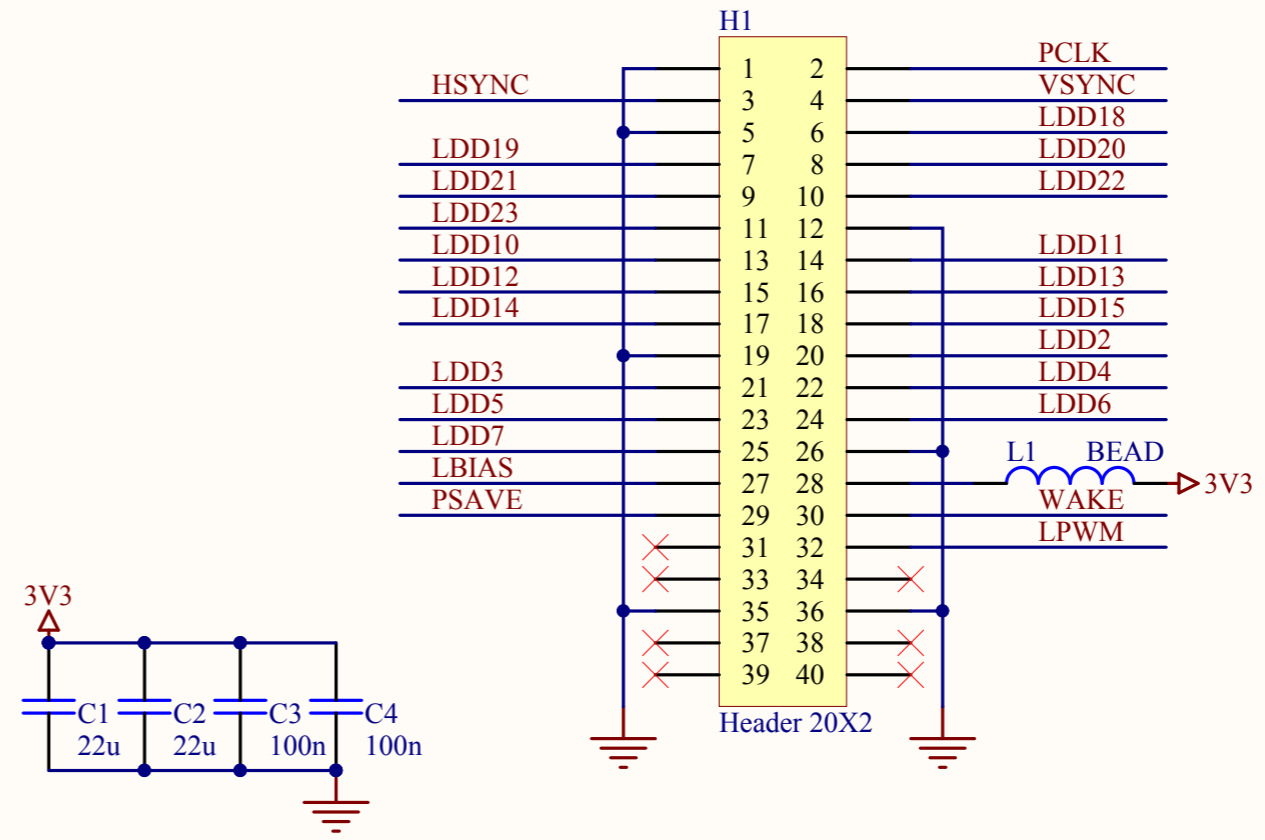 H1
PCLK
1 2
HSYNC VSYNC
3 4
LDD18
5 6
LDD19 LDD20
7 8
LDD21 LDD22
9 10
LDD23
11 12
LDD10 LDD11
13 14
LDD12 LDD13
15 16
LDD14 LDD15
17 18
LDD2
19 20
LDD3 LDD4
21 22
LDD5 LDD6
23 24
LDD7 L1 BEAD
25 26
LBIAS
27 28 3V3
PSAVE WAKE
29 30
LPWM
31 32
33 34
3V3
35 36
37 38
39 40
C1 C2 C3 C4
Header 20X2
22u 22u 100n 100n